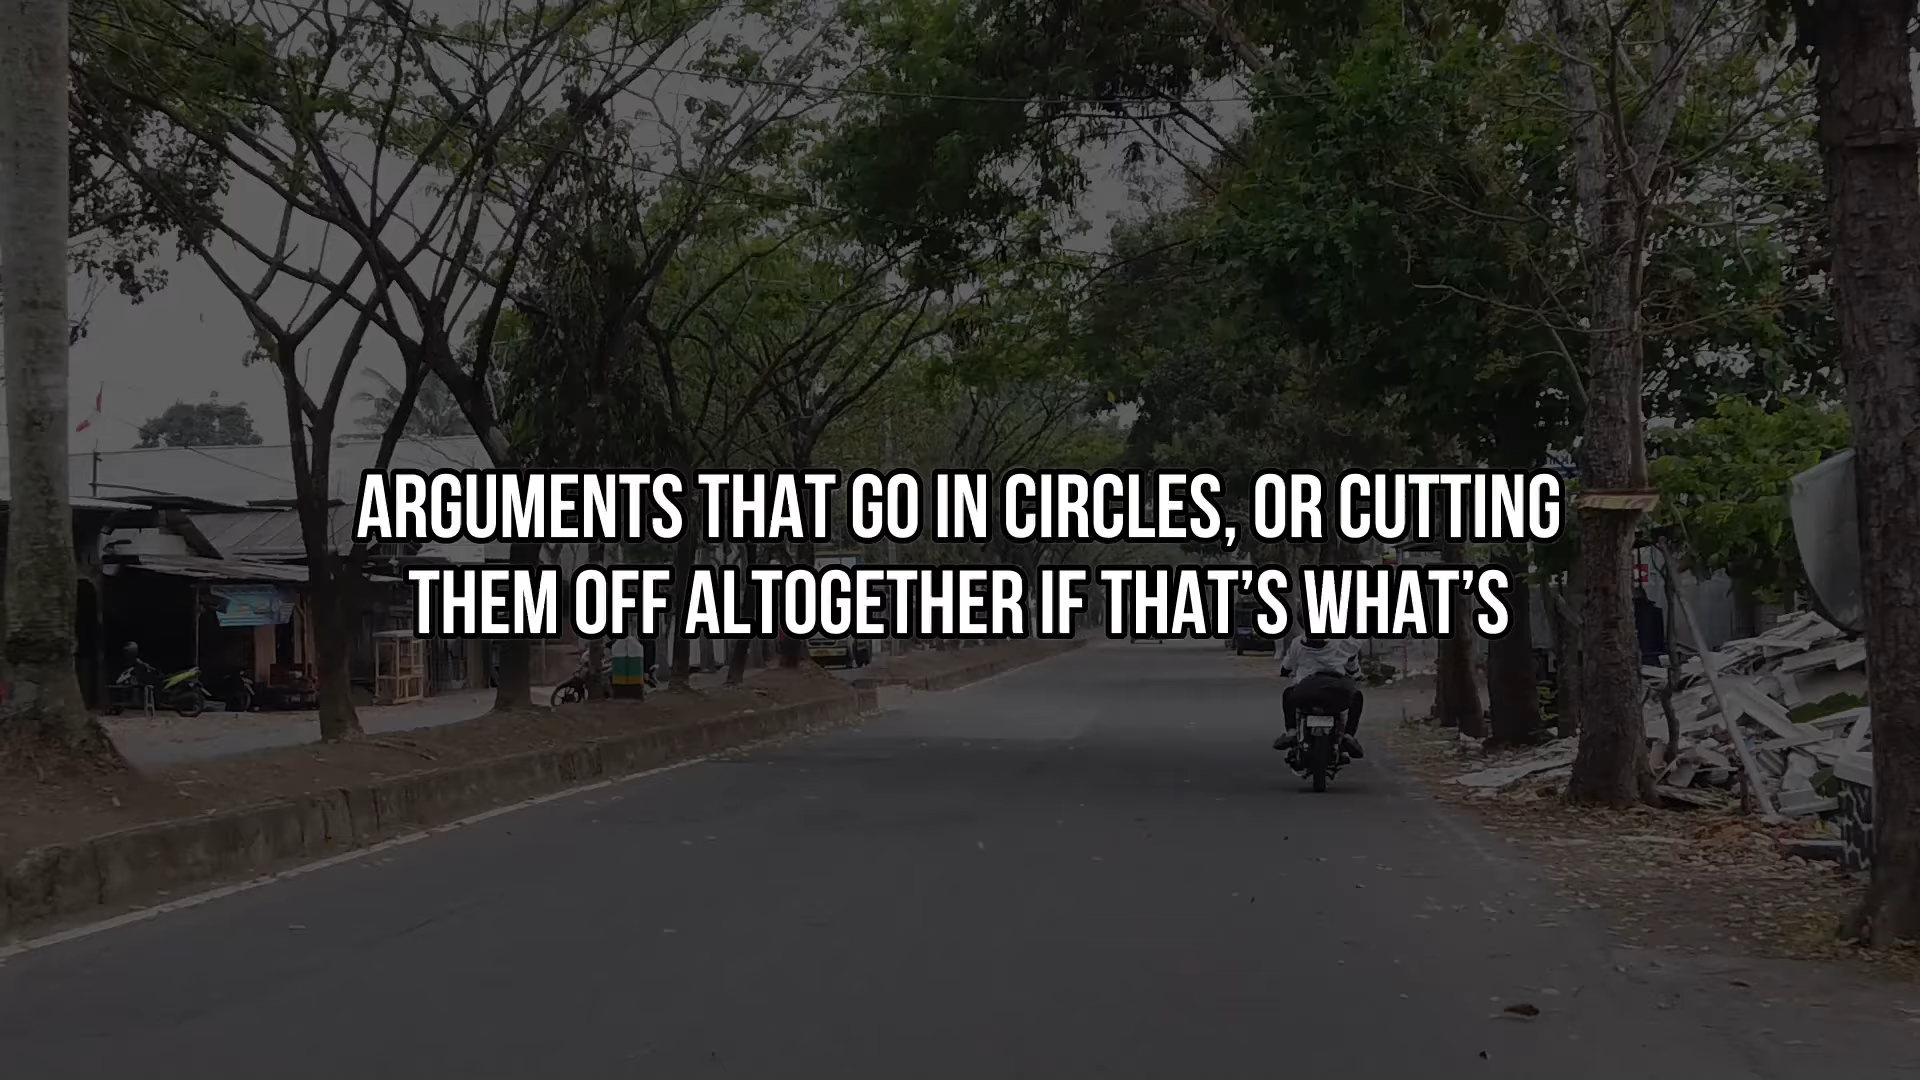 ARGUMENTS THAT GO IN CIRCLES, OR CUTTING
THEM OFF ALTOGETHER IF THAT’S WHAT’S